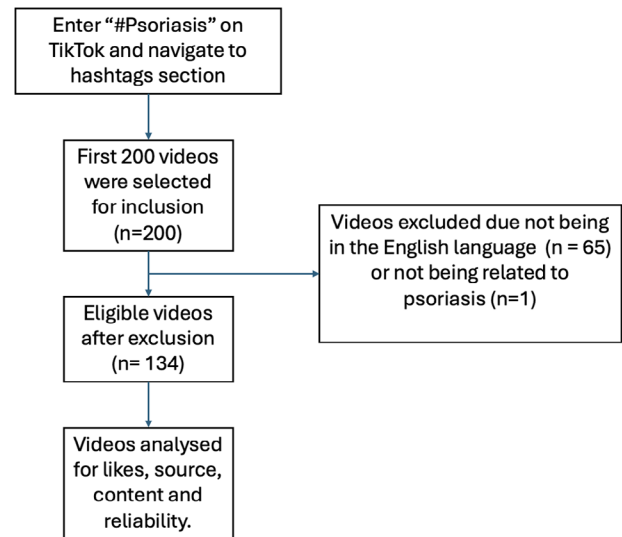 Enter “#Psoriasis” on
TikTok and navigate to
hashtags section
First 200 videos
were selected
for inclusion
(n=200)
Videos excluded due not being
in the English language (n = 65)
or not being related to
psoriasis (n=1)
Eligible videos
after exclusion
(n= 134)
Videos analysed
for likes, source,
content and
reliability.